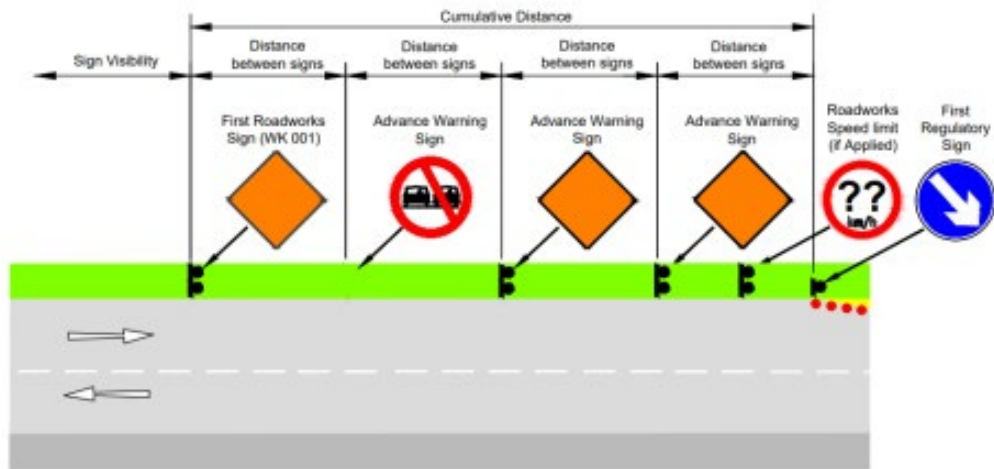 Cumulative Distance
Sign Visibility
Distance
between signs
Distance
between signs
Distance
between signs
Distance
between signs
First Roadworks
Sign (WK 001)
Advance Warning
Sign
Advance Warning
Sign
Advance Warning
Sign
Roadworks
Speed limit
(if Applied)
First
Regulatory
Sign
??
km/h